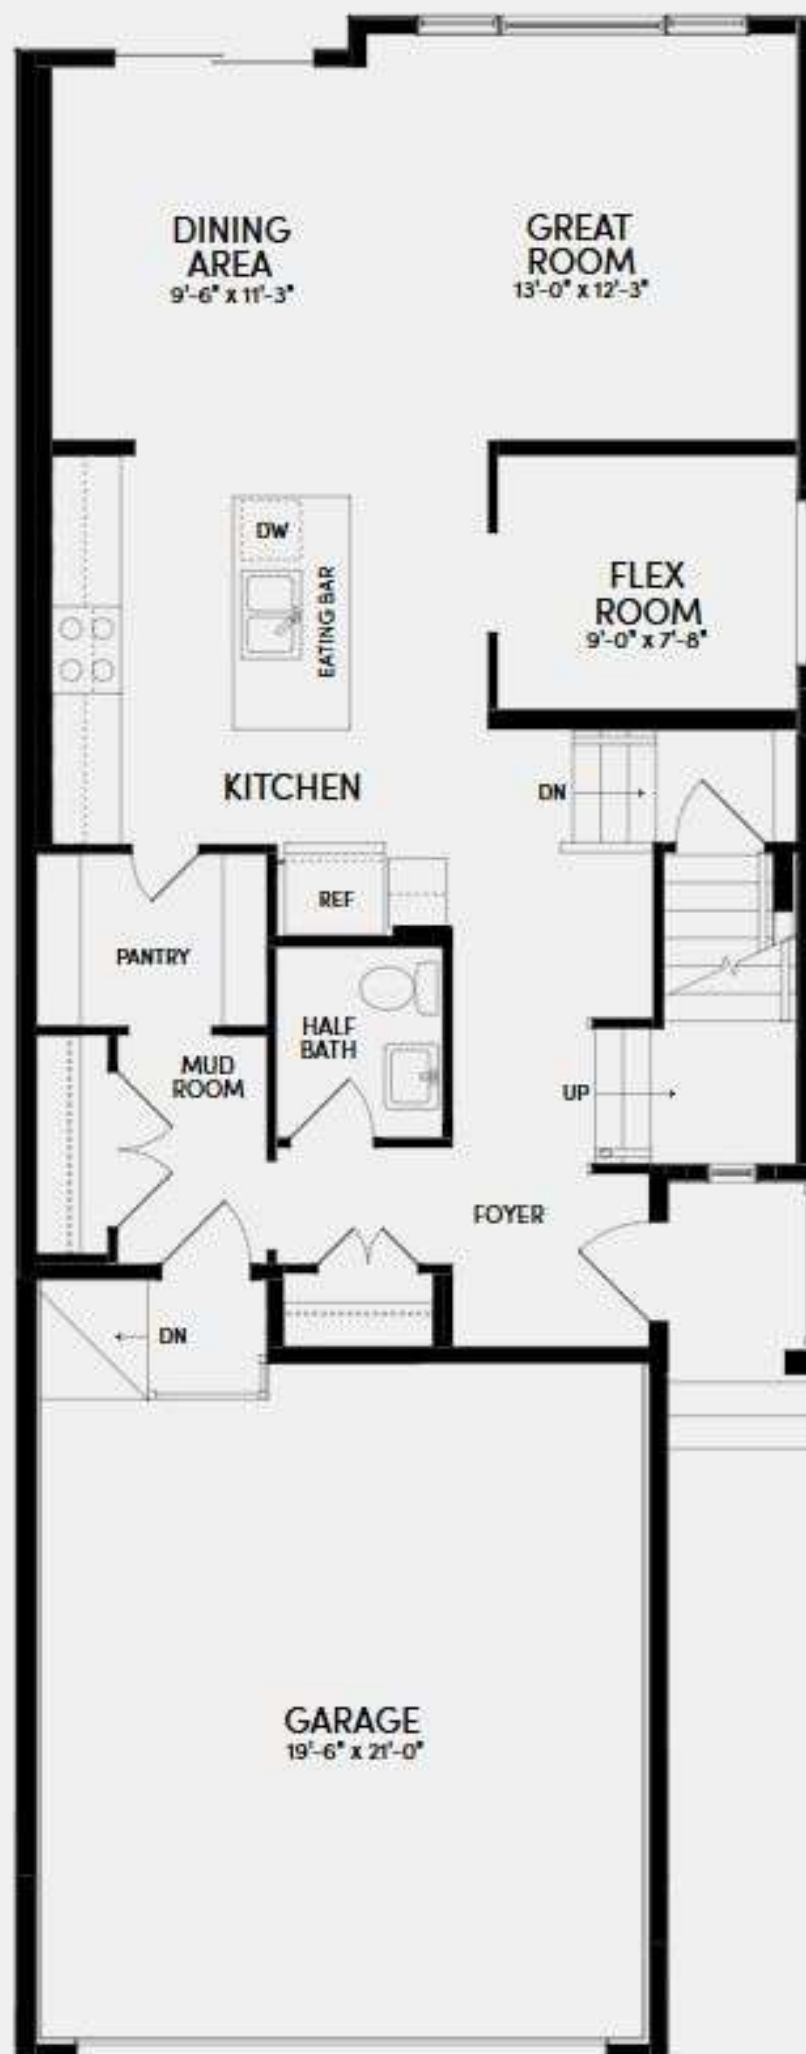 DINING
AREA
9'-6" X 11'-3"
GREAT
ROOM
13'-0" X 12'-3"
DW
EATING BAR
FLEX
ROOM
9'-0" X 7'-8"
KITCHEN
DN
REF
PANTRY
HALF
BATH
MUD
ROOM
UP
FOYER
DN
GARAGE
19'-6" X 21'-0"